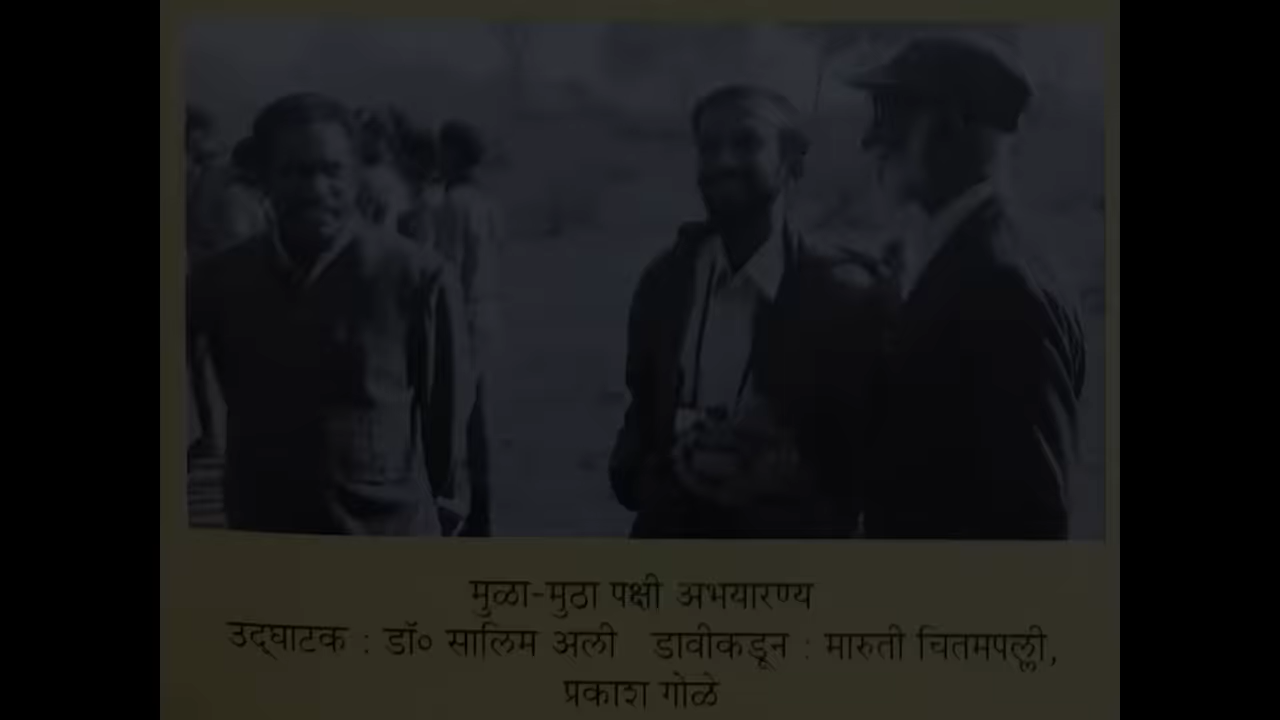 मुळा-मुठा पक्षी अभयारण्य
उद्‌घाटक : डॉ० सालिम अली डावीकडून : मारुती चितमपल्ली,
प्रकाश गोळे